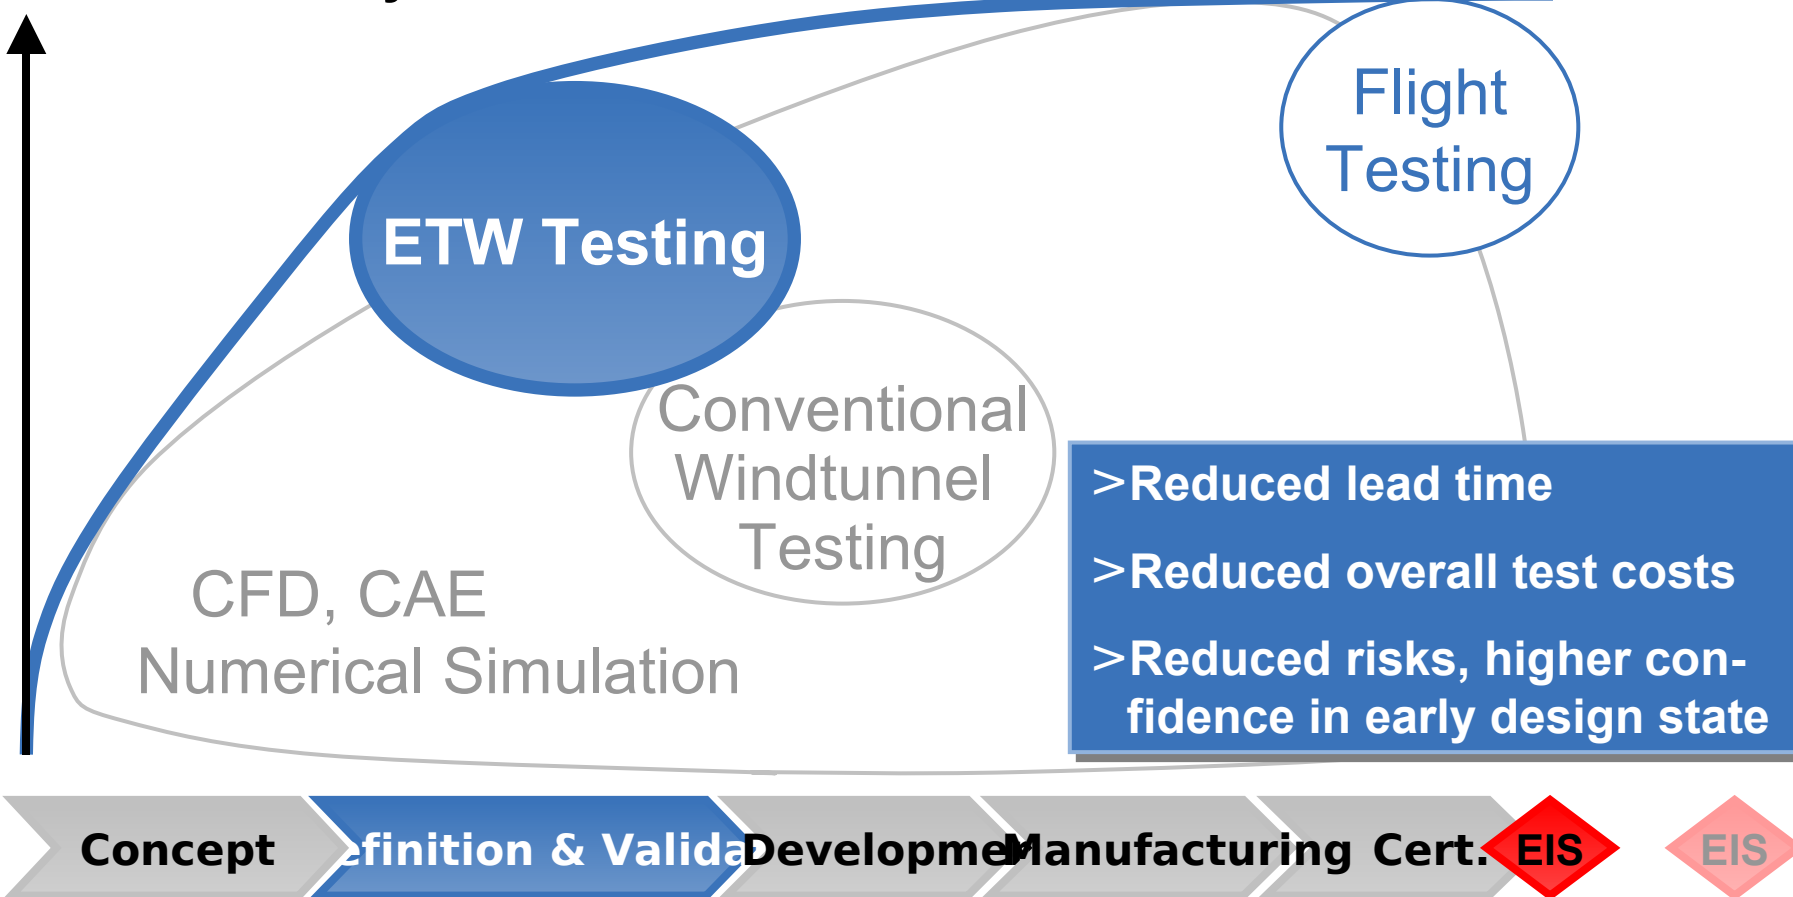 Flight
Testing
ETW Testing
Conventional
Windtunnel
Testing
>Reduced lead time
>Reduced overall test costs
>Reduced risks, higher con-
fidence in early design state
CFD, CAE
Numerical Simulation
Concept
efinition & Valida
Developmen
Manufacturing
Cert.
EIS
EIS